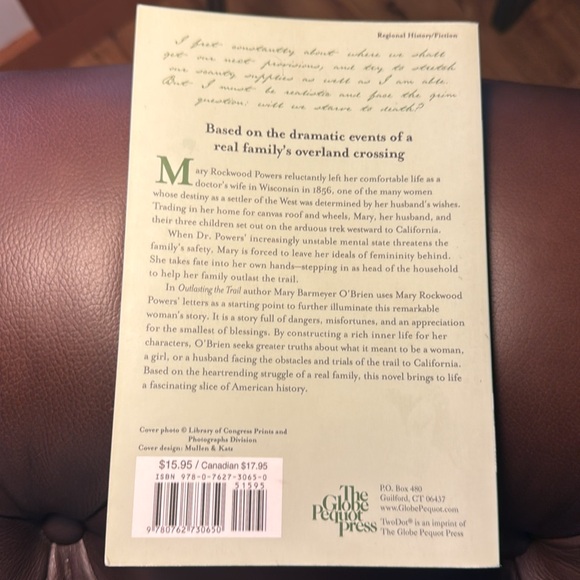 Regional History/Fiction
I fret constantly about where we shall
get our next provisions, and try to stretch
our scanty supplies as well as I am able.
But I must be realistic and face the grim
question: will we starve to death?
Based on the dramatic events of a
real family's overland crossing
Mary Rockwood Powers reluctantly left her comfortable life as a
doctor's wife in Wisconsin in 1856, one of the many women
whose destiny as a settler of the West was determined by her husband's wishes.
Trading in her home for canvas roof and wheels, Mary, her husband, and
their three children set out on the arduous trek westward to California.
When Dr. Powers' increasingly unstable mental state threatens the
family's safety, Mary is forced to leave her ideals of femininity behind.
She takes fate into her own hands—stepping in as head of the household
to help her family outlast the trail.
In Outlasting the Trail author Mary Barmeyer O'Brien uses Mary Rockwood
Powers' letters as a starting point to further illuminate this remarkable
woman's story. It is a story full of dangers, misfortunes, and an appreciation
for the smallest of blessings. By constructing a rich inner life for her
characters, O'Brien seeks greater truths about what it meant to be a woman,
a girl, or a husband facing the obstacles and trials of the trail to California.
Based on the heartrending struggle of a real family, this novel brings to life
a fascinating slice of American history.
Cover photo © Library of Congress Prints and
Photographs Division
Cover design: Mullen & Katz
$15.95 / Canadian $17.95
ISBN 978-0-7627-3065-0
51595
9 780762 730650
The
Globe
Pequot
Press
P.O. Box 480
Guilford, CT 06437
www.GlobePequot.com
TwoDot® is an imprint of
The Globe Pequot Press